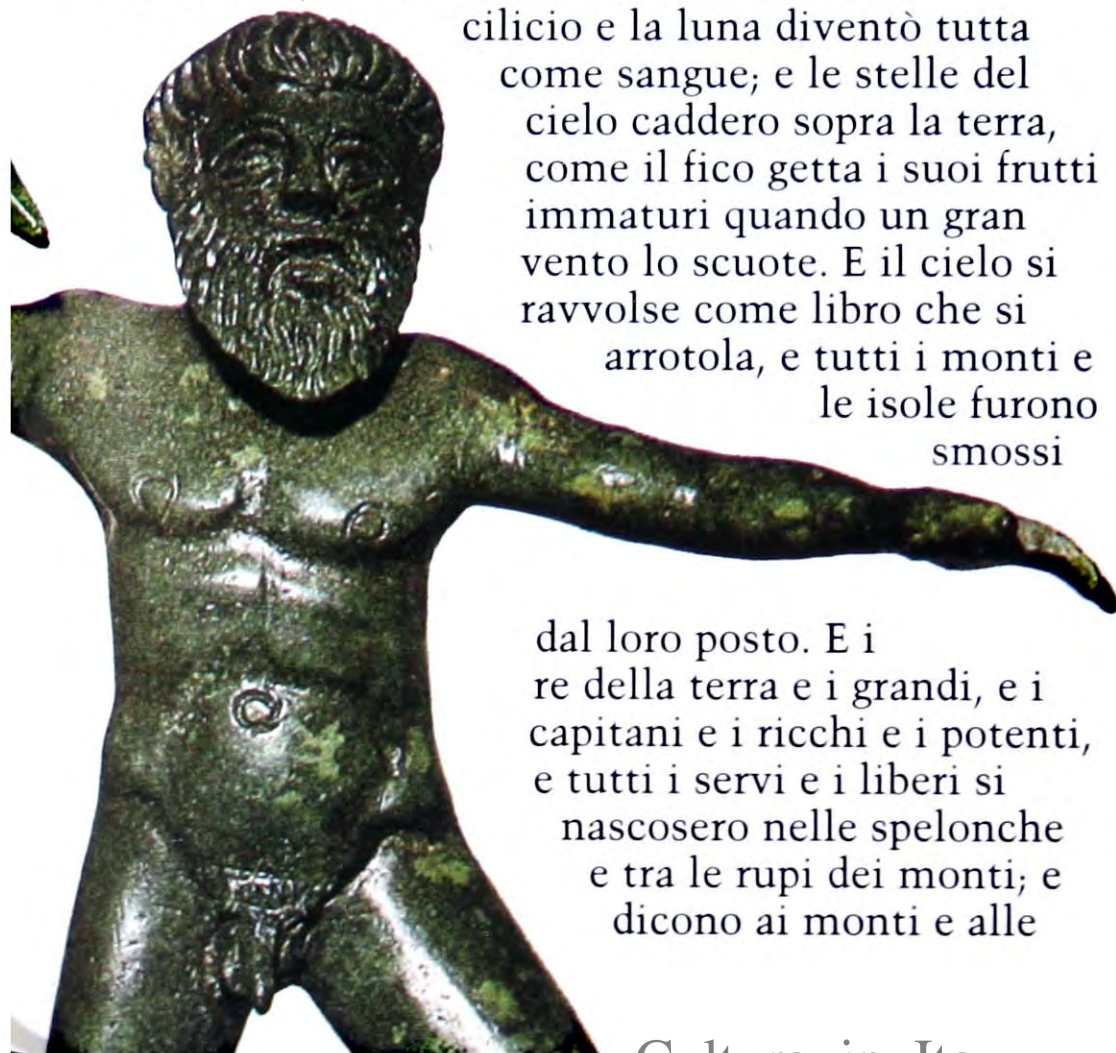 cilicio e la luna diventò tutta
come sangue; e le stelle del
cielo caddero sopra la terra,
come il fico getta i suoi frutti
immaturi quando un gran
vento lo scuote. E il cielo si
ravvolse come libro che si
arrotola, e tutti i monti e
le isole furono
smossi
dal loro posto. E i
re della terra e i grandi, e i
capitani e i ricchi e i potenti,
e tutti i servi e i liberi si
nascosero nelle spelonche
e tra le rupi dei monti; e
dicono ai monti e alle